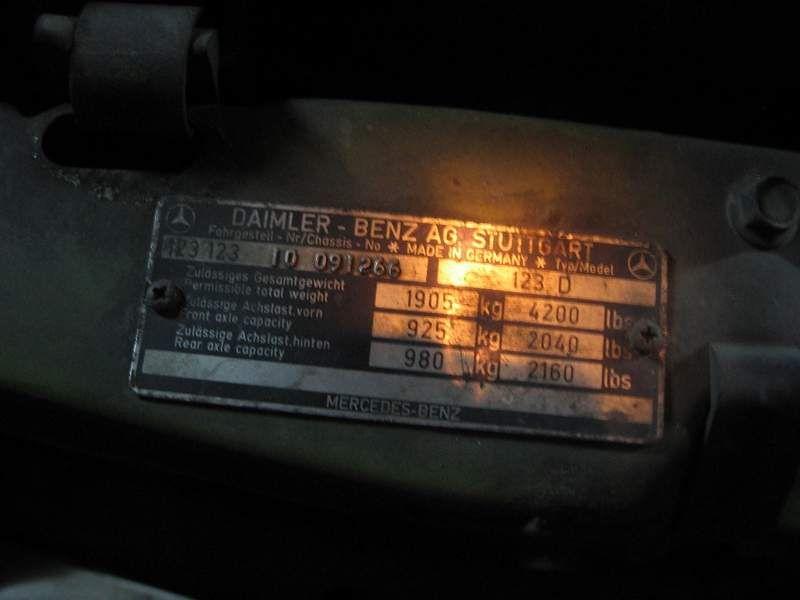 DAIMLER - BENZ AG. STUTTGART
Fahrgestell - Nr/Chassis - No * MADE IN GERMANY * Typ/Model
123 123 10 091266 123 D
Zulässiges Gesamtgewicht
Permissible total weight 1905 kg 4200 lbs
Zulässige Achslast, vorn
Front axle capacity 925 kg 2040 lbs
Zulässige Achslast, hinten
Rear axle capacity 980 kg 2160 lbs
MERCEDES-BENZ